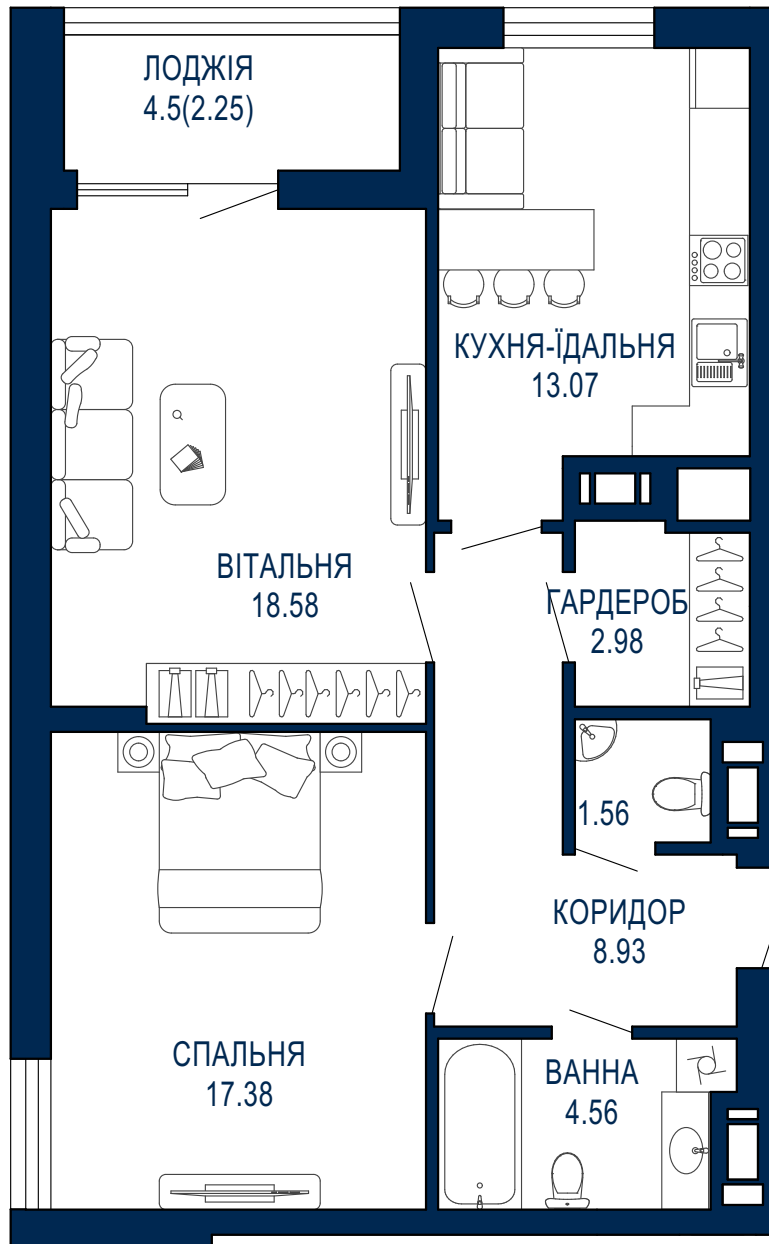 ЛОДЖІЯ
4.5(2.25)
КУХНЯ-ЇДАЛЬНЯ
13.07
ВІТАЛЬНЯ
18.58
ГАРДЕРОБ
2.98
1.56
КОРИДОР
8.93
СПАЛЬНЯ
17.38
ВАННА
4.56